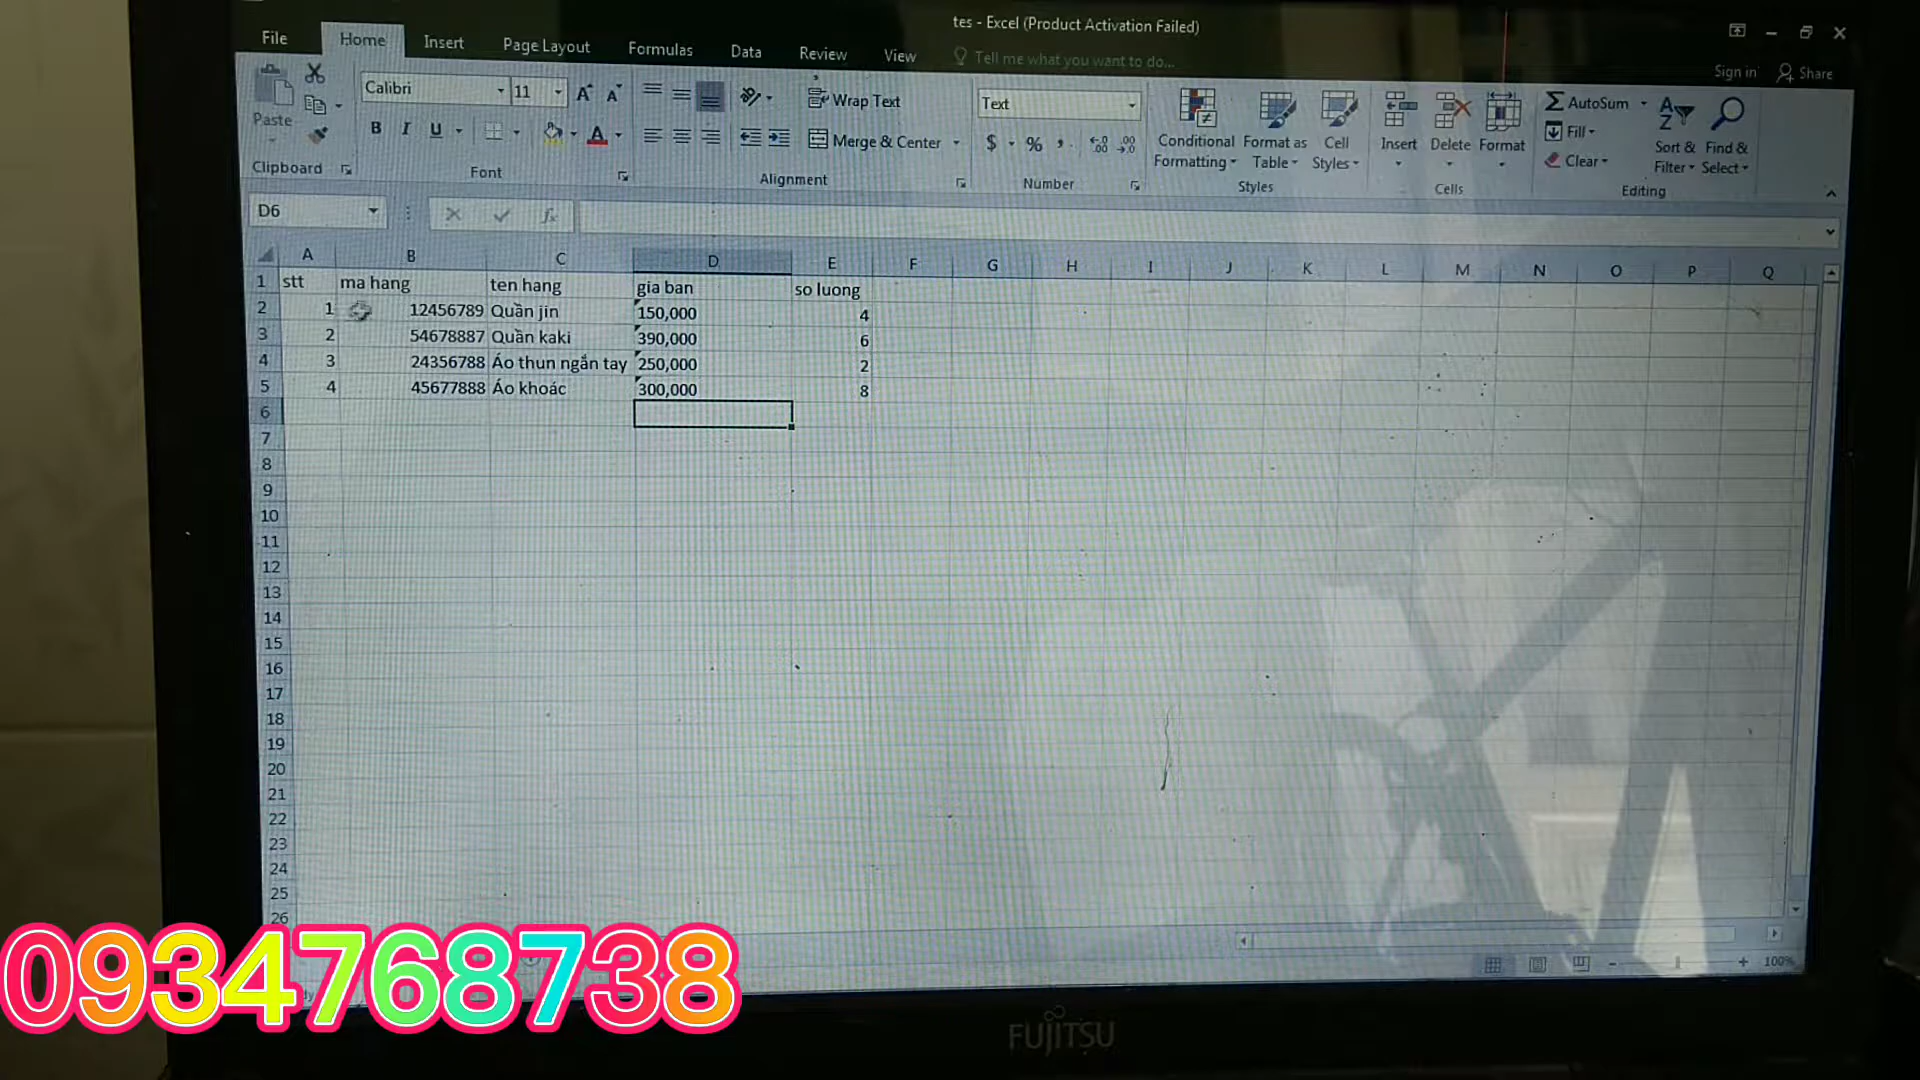 tes - Excel (Product Activation Failed)
File Home Insert Page Layout Formulas Data Review View Tell me what you want to do...
Sign in Share
Paste
Clipboard
Calibri 11
B I U
Font
Wrap Text
Merge & Center
Alignment
Text
$ % ,
Number
Conditional Formatting
Format as Table
Cell Styles
Styles
Insert Delete Format
Cells
AutoSum
Fill
Clear
Sort & Filter
Find & Select
Editing
D6
fx
A B C D E F G H I J K L M N O P Q
1 stt ma hang ten hang gia ban so luong
2 1 12456789 Quần jin 150,000 4
3 2 54678887 Quần kaki 390,000 6
4 3 24356788 Áo thun ngắn tay 250,000 2
5 4 45677888 Áo khoác 300,000 8
6
7
8
9
10
11
12
13
14
15
16
17
18
19
20
21
22
23
24
25
26
100%
0934768738
FUJITSU